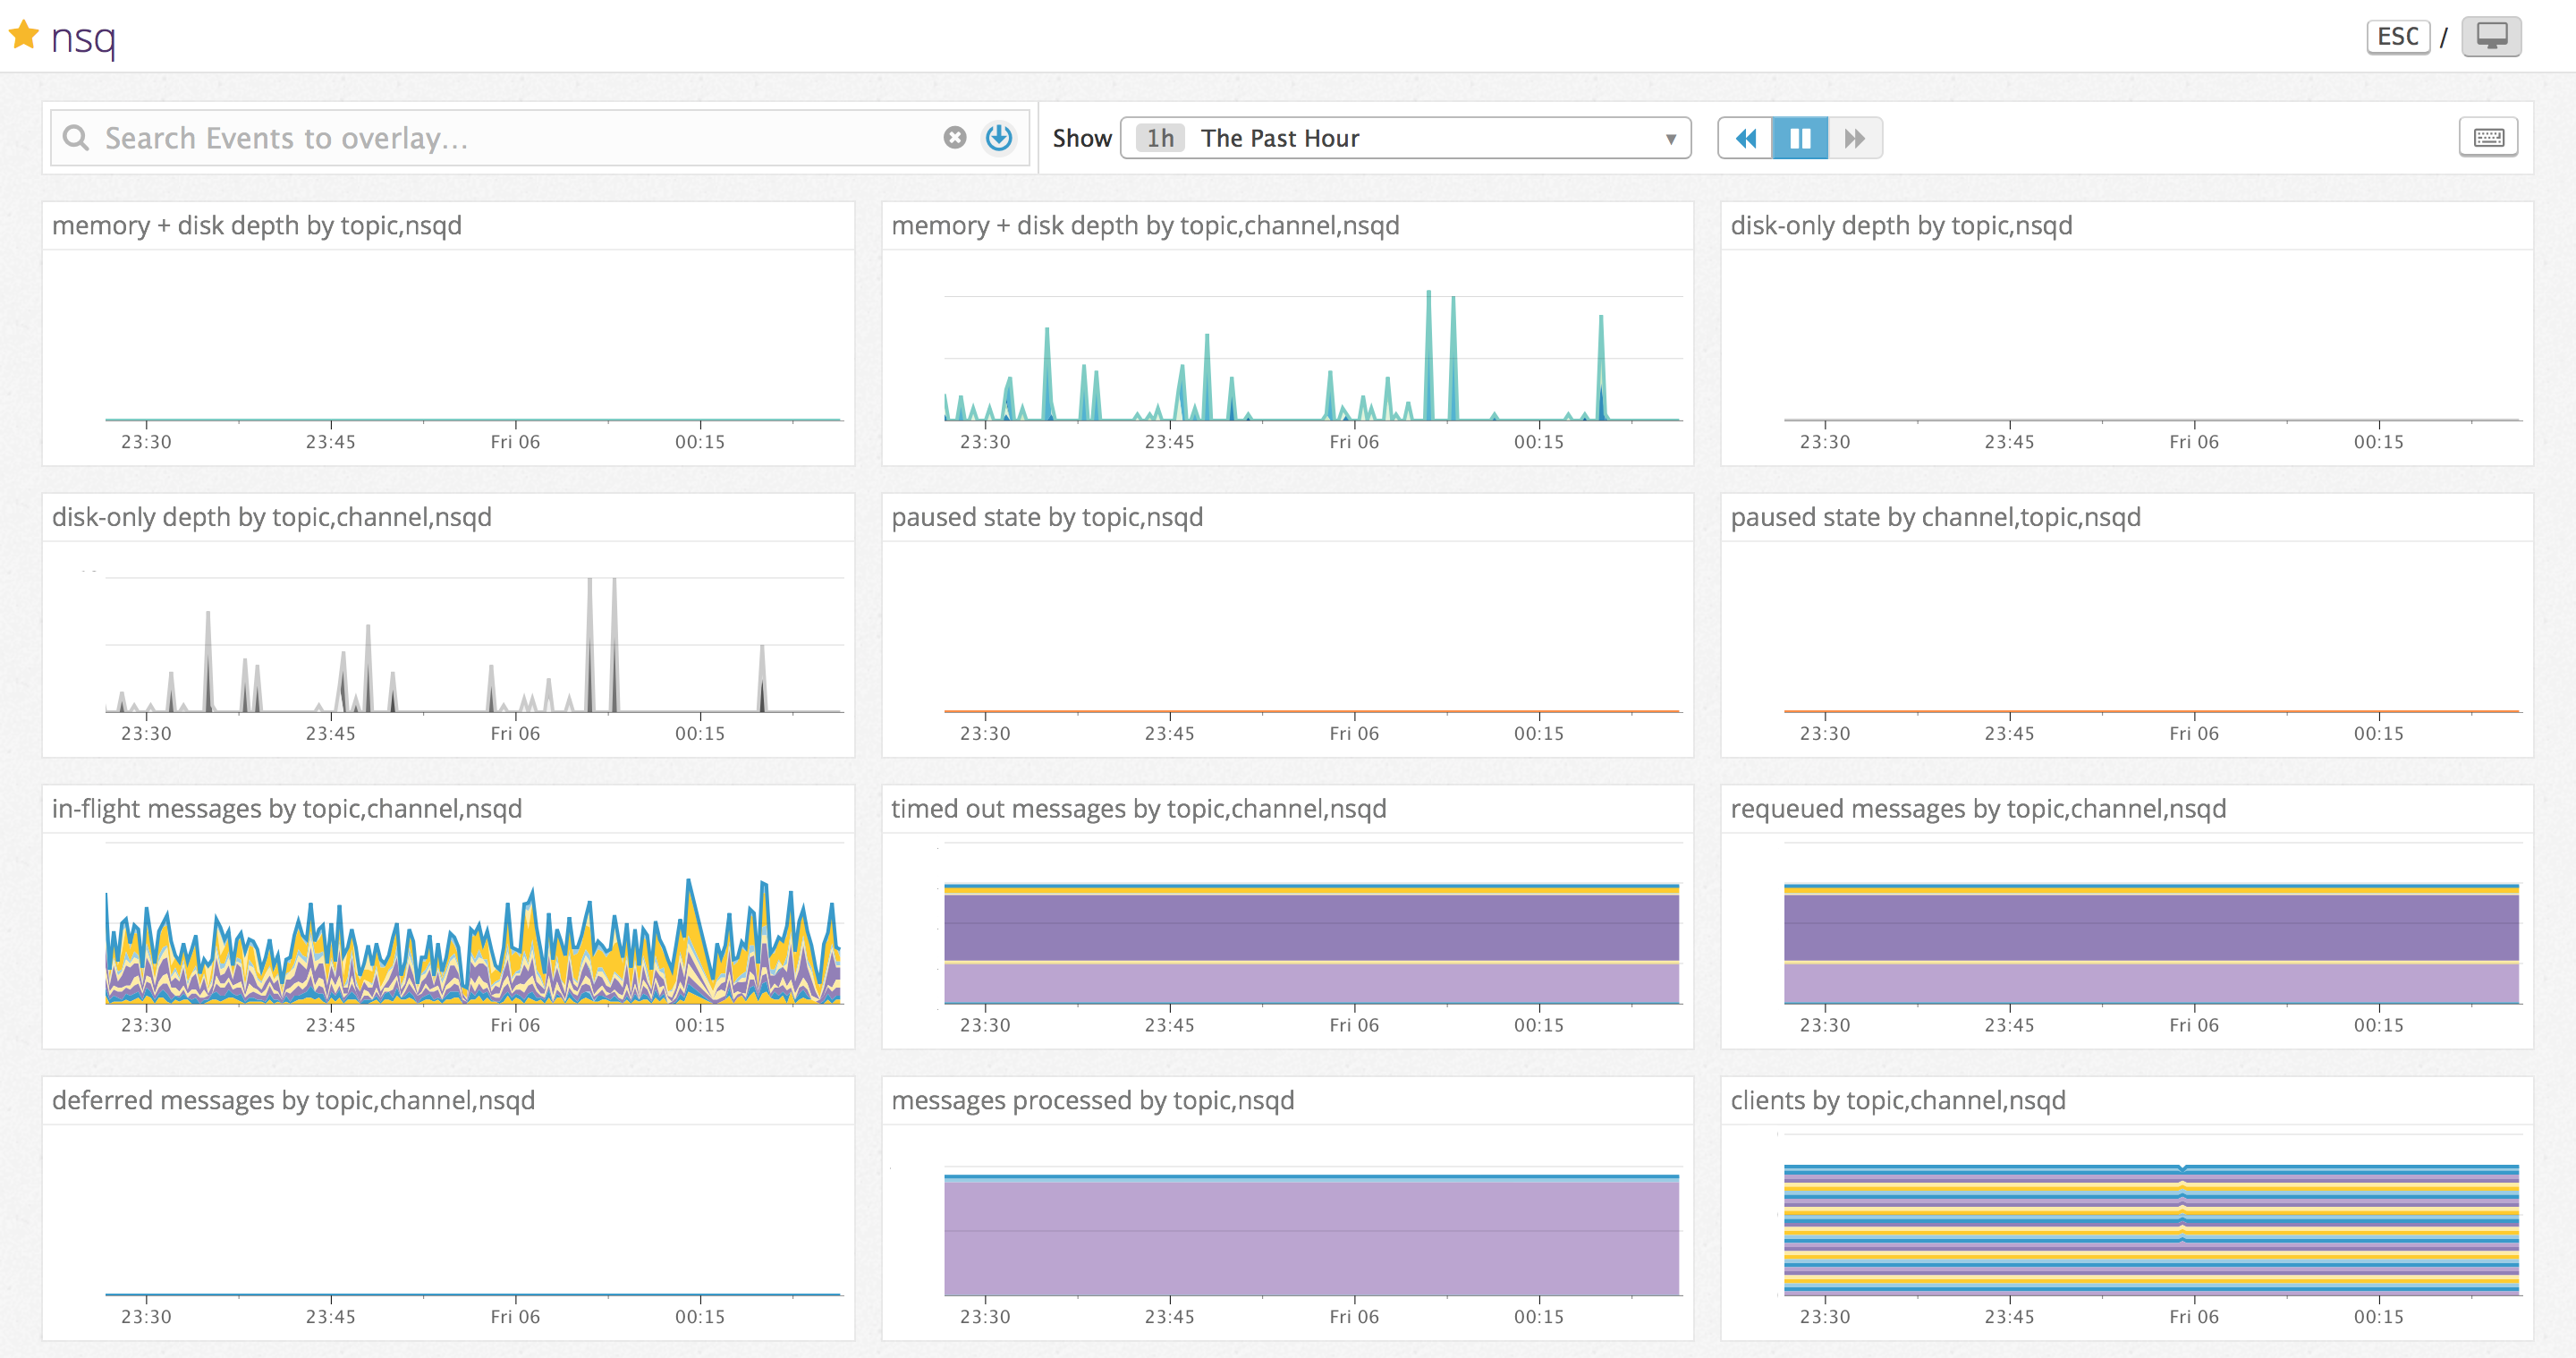 nsq
ESC /
Search Events to overlay...
Show 1h The Past Hour
memory + disk depth by topic,nsqd
23:30 23:45 Fri 06 00:15
memory + disk depth by topic,channel,nsqd
23:30 23:45 Fri 06 00:15
disk-only depth by topic,nsqd
23:30 23:45 Fri 06 00:15
disk-only depth by topic,channel,nsqd
23:30 23:45 Fri 06 00:15
paused state by topic,nsqd
23:30 23:45 Fri 06 00:15
paused state by channel,topic,nsqd
23:30 23:45 Fri 06 00:15
in-flight messages by topic,channel,nsqd
23:30 23:45 Fri 06 00:15
timed out messages by topic,channel,nsqd
23:30 23:45 Fri 06 00:15
requeued messages by topic,channel,nsqd
23:30 23:45 Fri 06 00:15
deferred messages by topic,channel,nsqd
23:30 23:45 Fri 06 00:15
messages processed by topic,nsqd
23:30 23:45 Fri 06 00:15
clients by topic,channel,nsqd
23:30 23:45 Fri 06 00:15